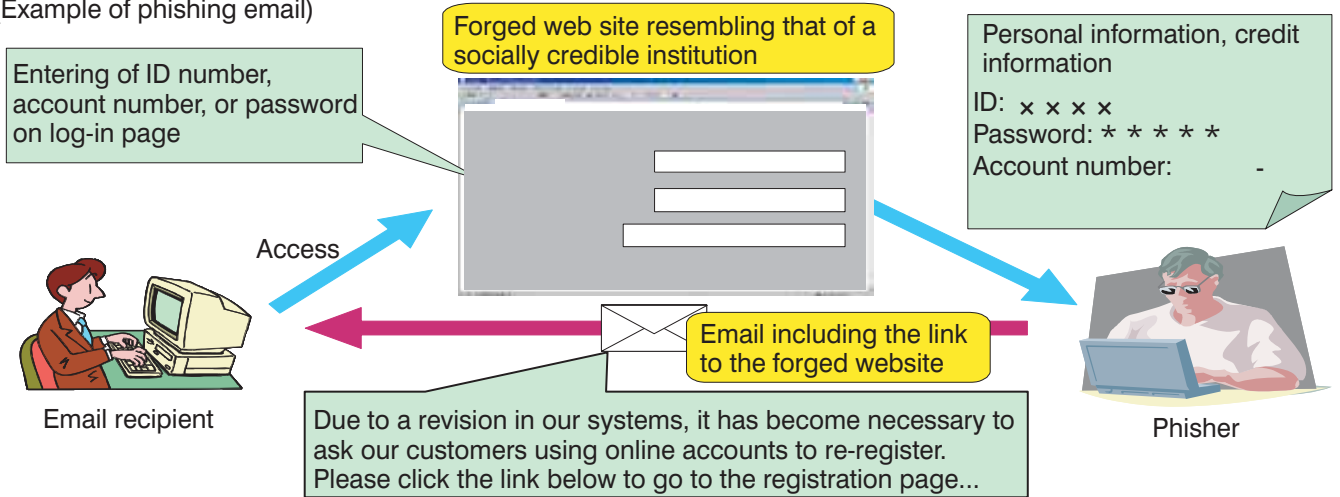 Example of phishing email)
Forged web site resembling that of a
socially credible institution
Entering of ID number,
account number, or password
on log-in page
Personal information, credit
information
ID: × × × ×
Password: * * * * *
Account number: -
Access
Email including the link
to the forged website
Email recipient
Due to a revision in our systems, it has become necessary to
ask our customers using online accounts to re-register.
Please click the link below to go to the registration page...
Phisher